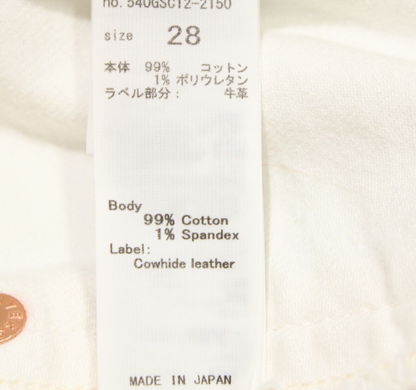 no.540GSC12-2150
size 28
本体 99% コットン
1% ポリウレタン
ラベル部分: 牛革
Body
99% Cotton
1% Spandex
Label:
Cowhide leather
MADE IN JAPAN